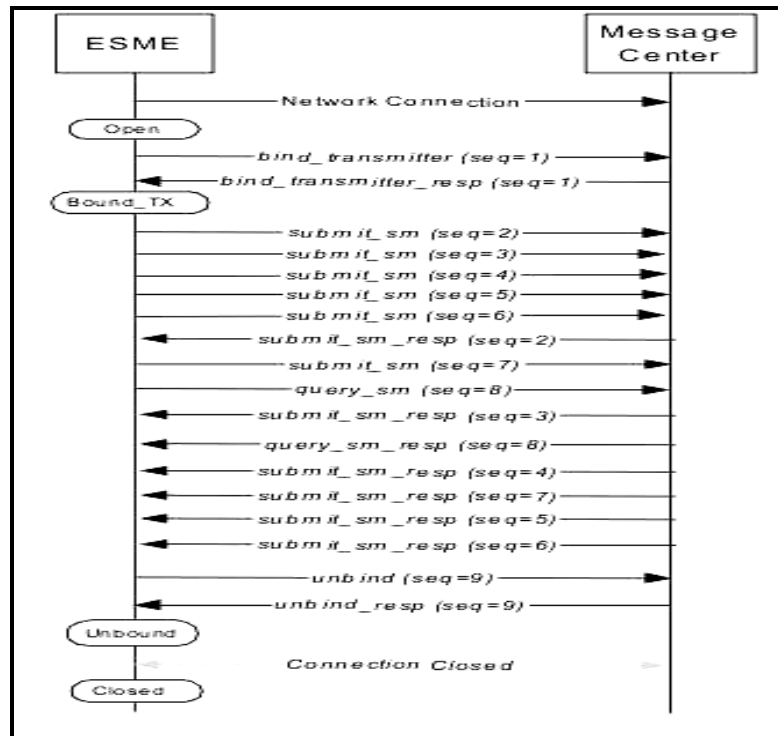 ESME
Message
Center
Network Connection
Open
bind_transmitter (seq=1)
bind_transmitter_resp (seq=1)
Bound_TX
submit_sm (seq=2)
submit_sm (seq=3)
submit_sm (seq=4)
submit_sm (seq=5)
submit_sm (seq=6)
submit_sm_resp (seq=2)
submit_sm (seq=7)
query_sm (seq=8)
submit_sm_resp (seq=3)
query_sm_resp (seq=8)
submit_sm_resp (seq=4)
submit_sm_resp (seq=7)
submit_sm_resp (seq=5)
submit_sm_resp (seq=6)
unbind (seq=9)
unbind_resp (seq=9)
Unbound
Connection Closed
Closed